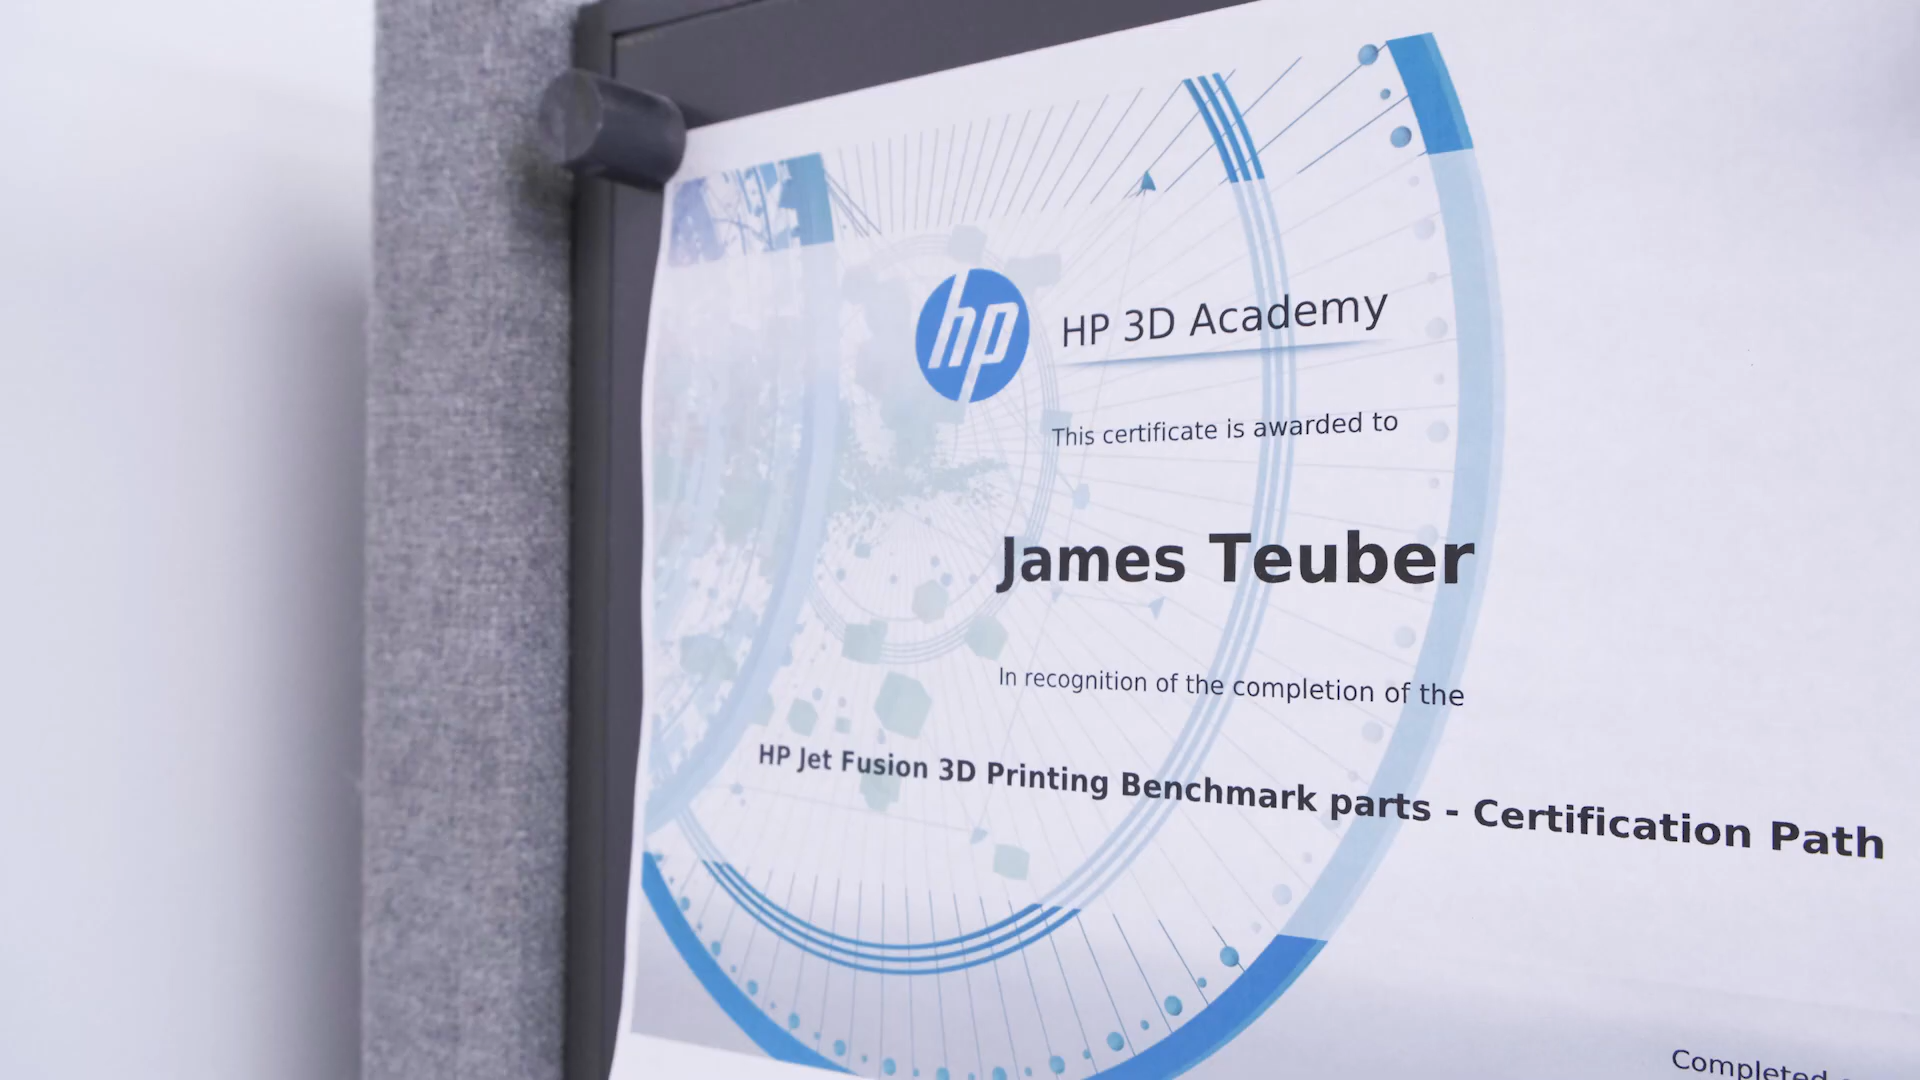 hp
HP 3D Academy
This certificate is awarded to
James Teuber
In recognition of the completion of the
HP Jet Fusion 3D Printing Benchmark parts - Certification Path
Completed